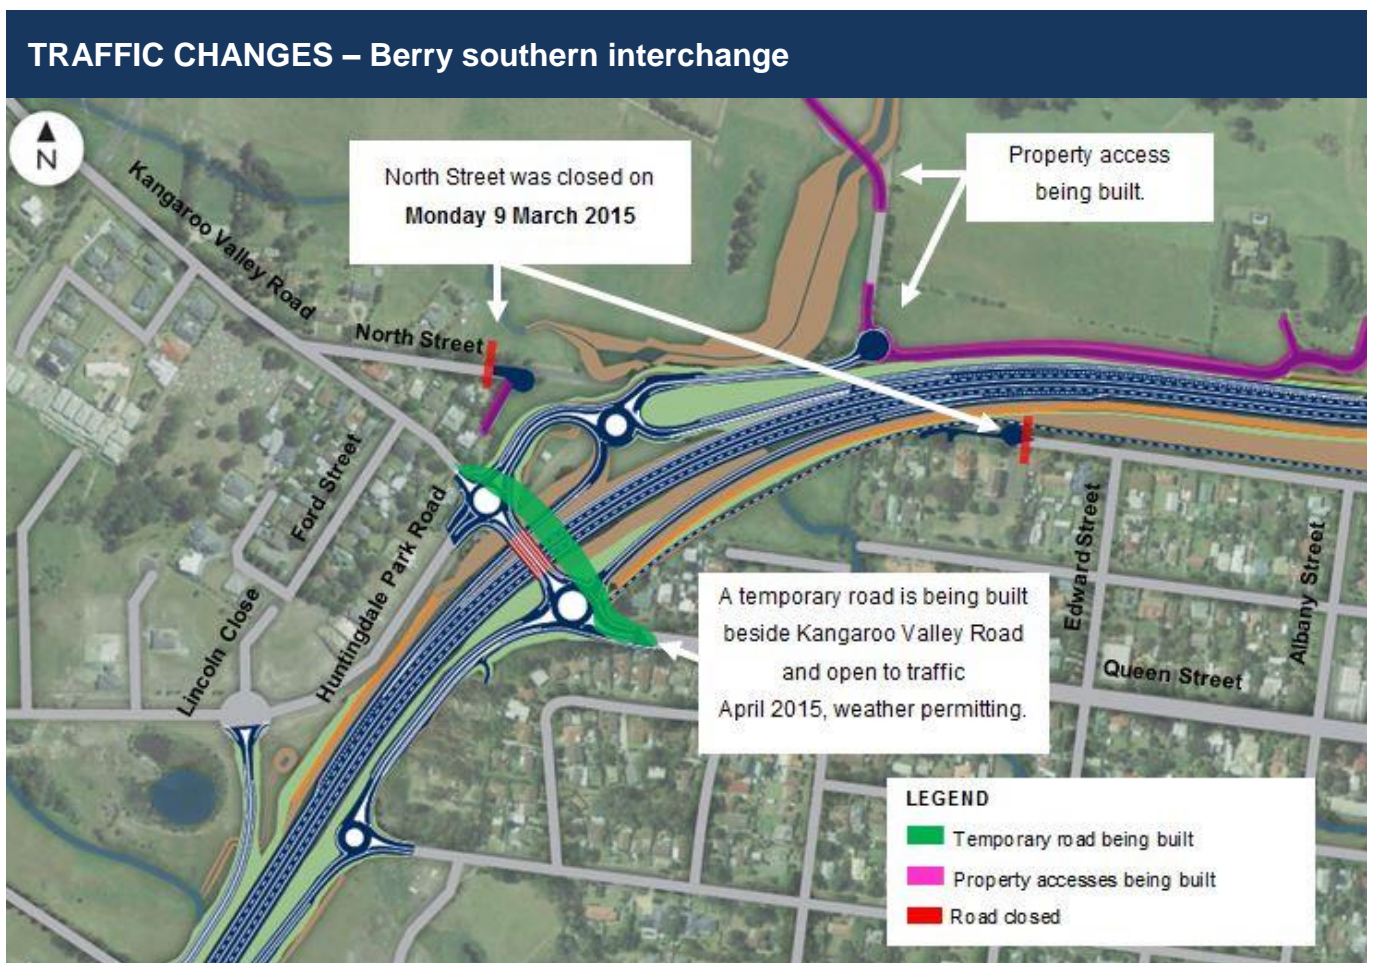 TRAFFIC CHANGES – Berry southern interchange
N
Kangaroo Valley Road
North Street was closed on
Monday 9 March 2015
Property access
being built.
North Street
Ford Street
Huntingdale Park Road
Lincoln Close
Edward Street
Albany Street
Queen Street
A temporary road is being built
beside Kangaroo Valley Road
and open to traffic
April 2015, weather permitting.
LEGEND
Temporary road being built
Property accesses being built
Road closed